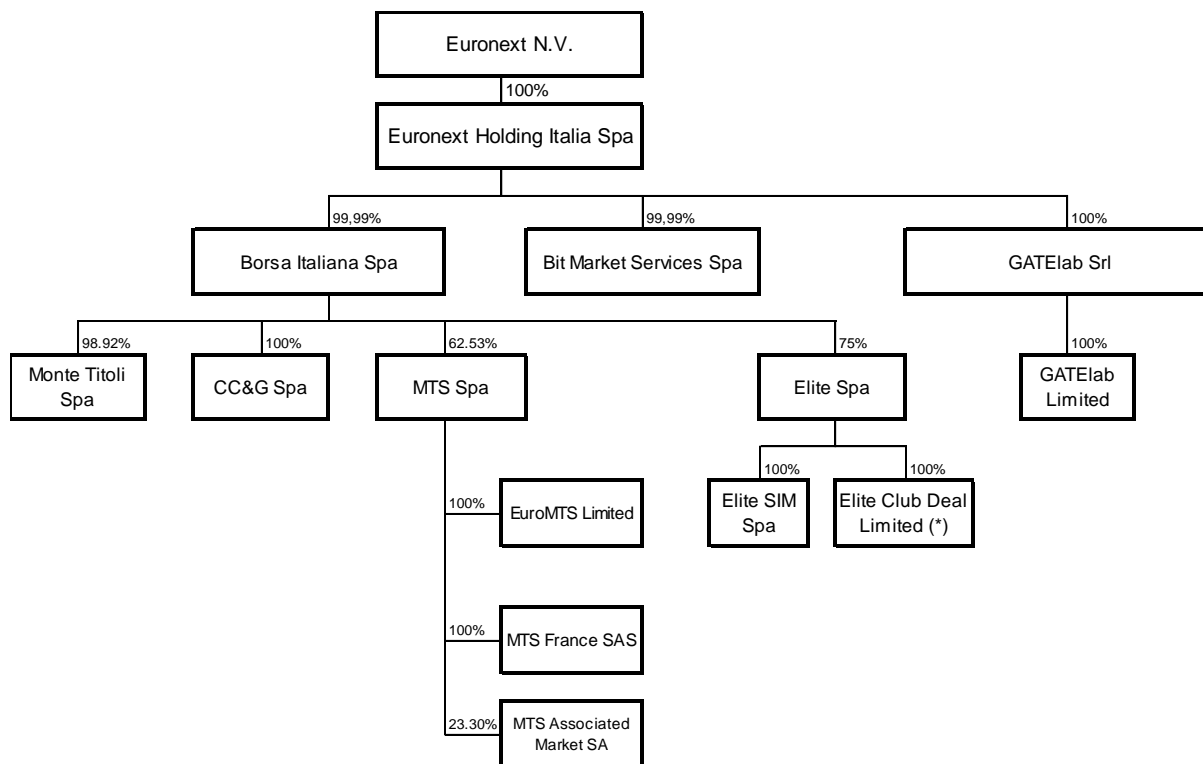 Euronext N.V.
100%
Euronext Holding Italia Spa
99,99%
99,99%
100%
Borsa Italiana Spa
Bit Market Services Spa
GATElab Srl
98.92%
100%
62.53%
75%
100%
Monte Titoli
Spa
CC&G Spa
MTS Spa
Elite Spa
GATElab
Limited
100%
100%
100%
EuroMTS Limited
Elite SIM
Spa
Elite Club Deal
Limited (*)
100%
MTS France SAS
23.30%
MTS Associated
Market SA